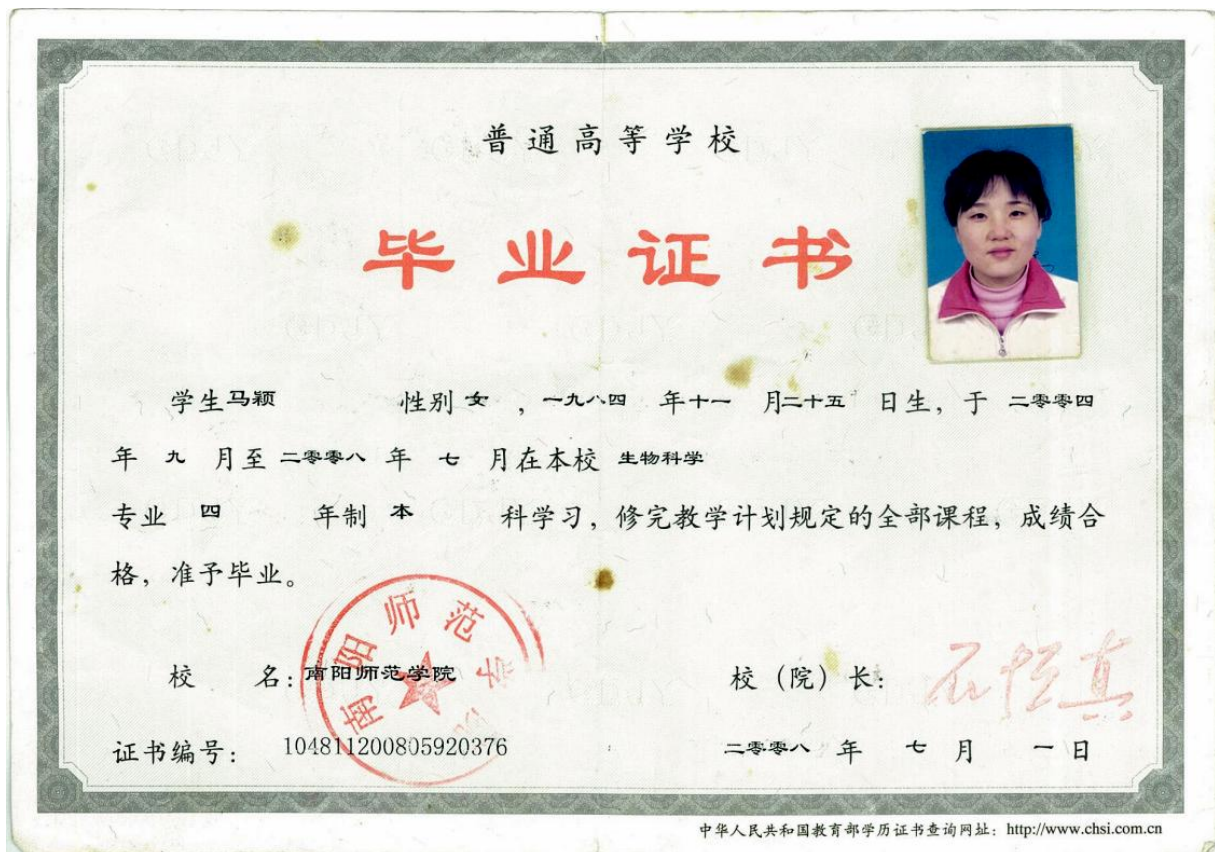 普通高等学校
毕业证书
学生马颖 性别 女 ，一九八四 年十一 月二十五 日生，于 二零零四
年 九 月至 二零零八 年 七 月在本校 生物科学
专业 四 年制 本 科学习，修完教学计划规定的全部课程，成绩合
格，准予毕业。
南阳师范学院
校 名：南阳师范学院 校（院）长：
证书编号： 104811200805920376 二零零八 年 七 月 一 日
中华人民共和国教育部学历证书查询网址：http://www.chsi.com.cn